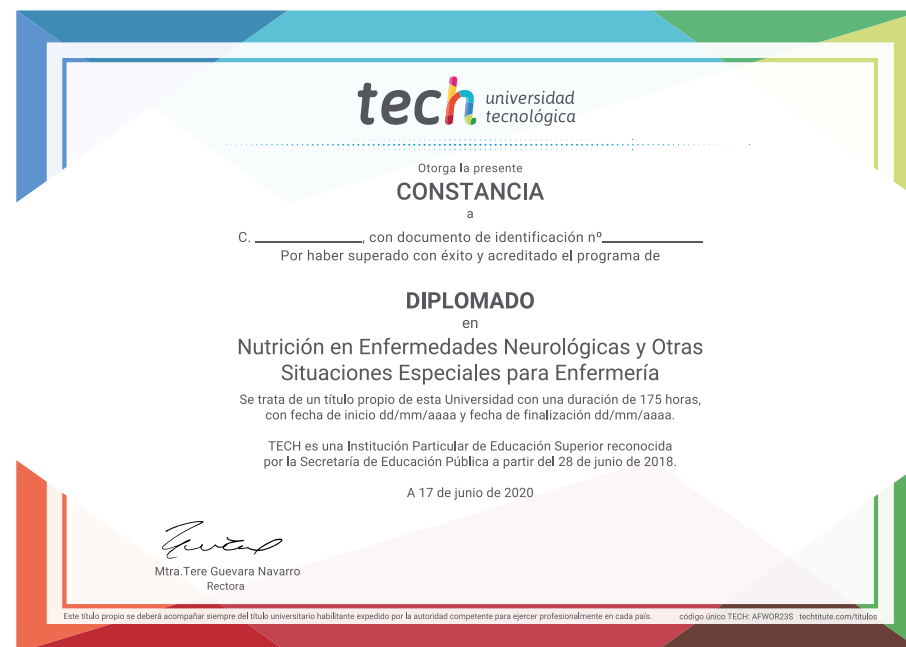 tech universidad
tecnológica
Otorga la presente
CONSTANCIA
a
C. ______________, con documento de identificación nº_____________
Por haber superado con éxito y acreditado el programa de
DIPLOMADO
en
Nutrición en Enfermedades Neurológicas y Otras
Situaciones Especiales para Enfermería
Se trata de un título propio de esta Universidad con una duración de 175 horas,
con fecha de inicio dd/mm/aaaa y fecha de finalización dd/mm/aaaa.
TECH es una Institución Particular de Educación Superior reconocida
por la Secretaría de Educación Pública a partir del 28 de junio de 2018.
A 17 de junio de 2020
Mtra.Tere Guevara Navarro
Rectora
Este título propio se deberá acompañar siempre del título universitario habilitante expedido por la autoridad competente para ejercer profesionalmente en cada país. código único TECH: AFWOR23S techtitute.com/titulos